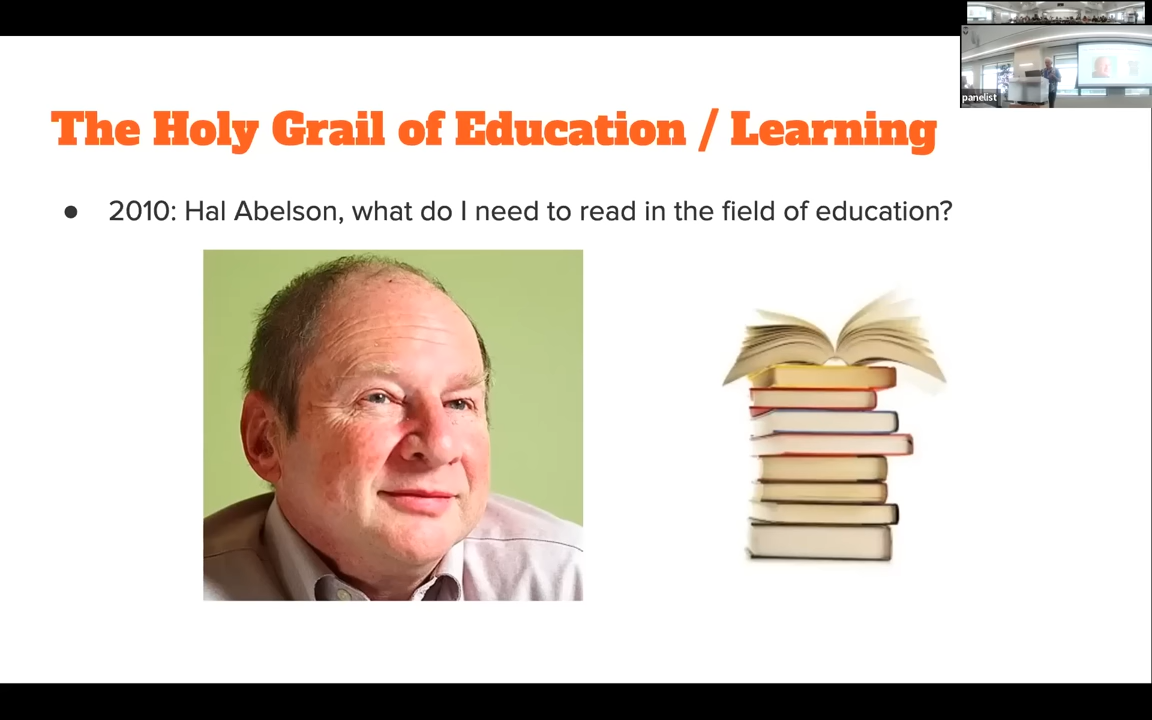 The Holy Grail of Education / Learning
● 2010: Hal Abelson, what do I need to read in the field of education?
panelist